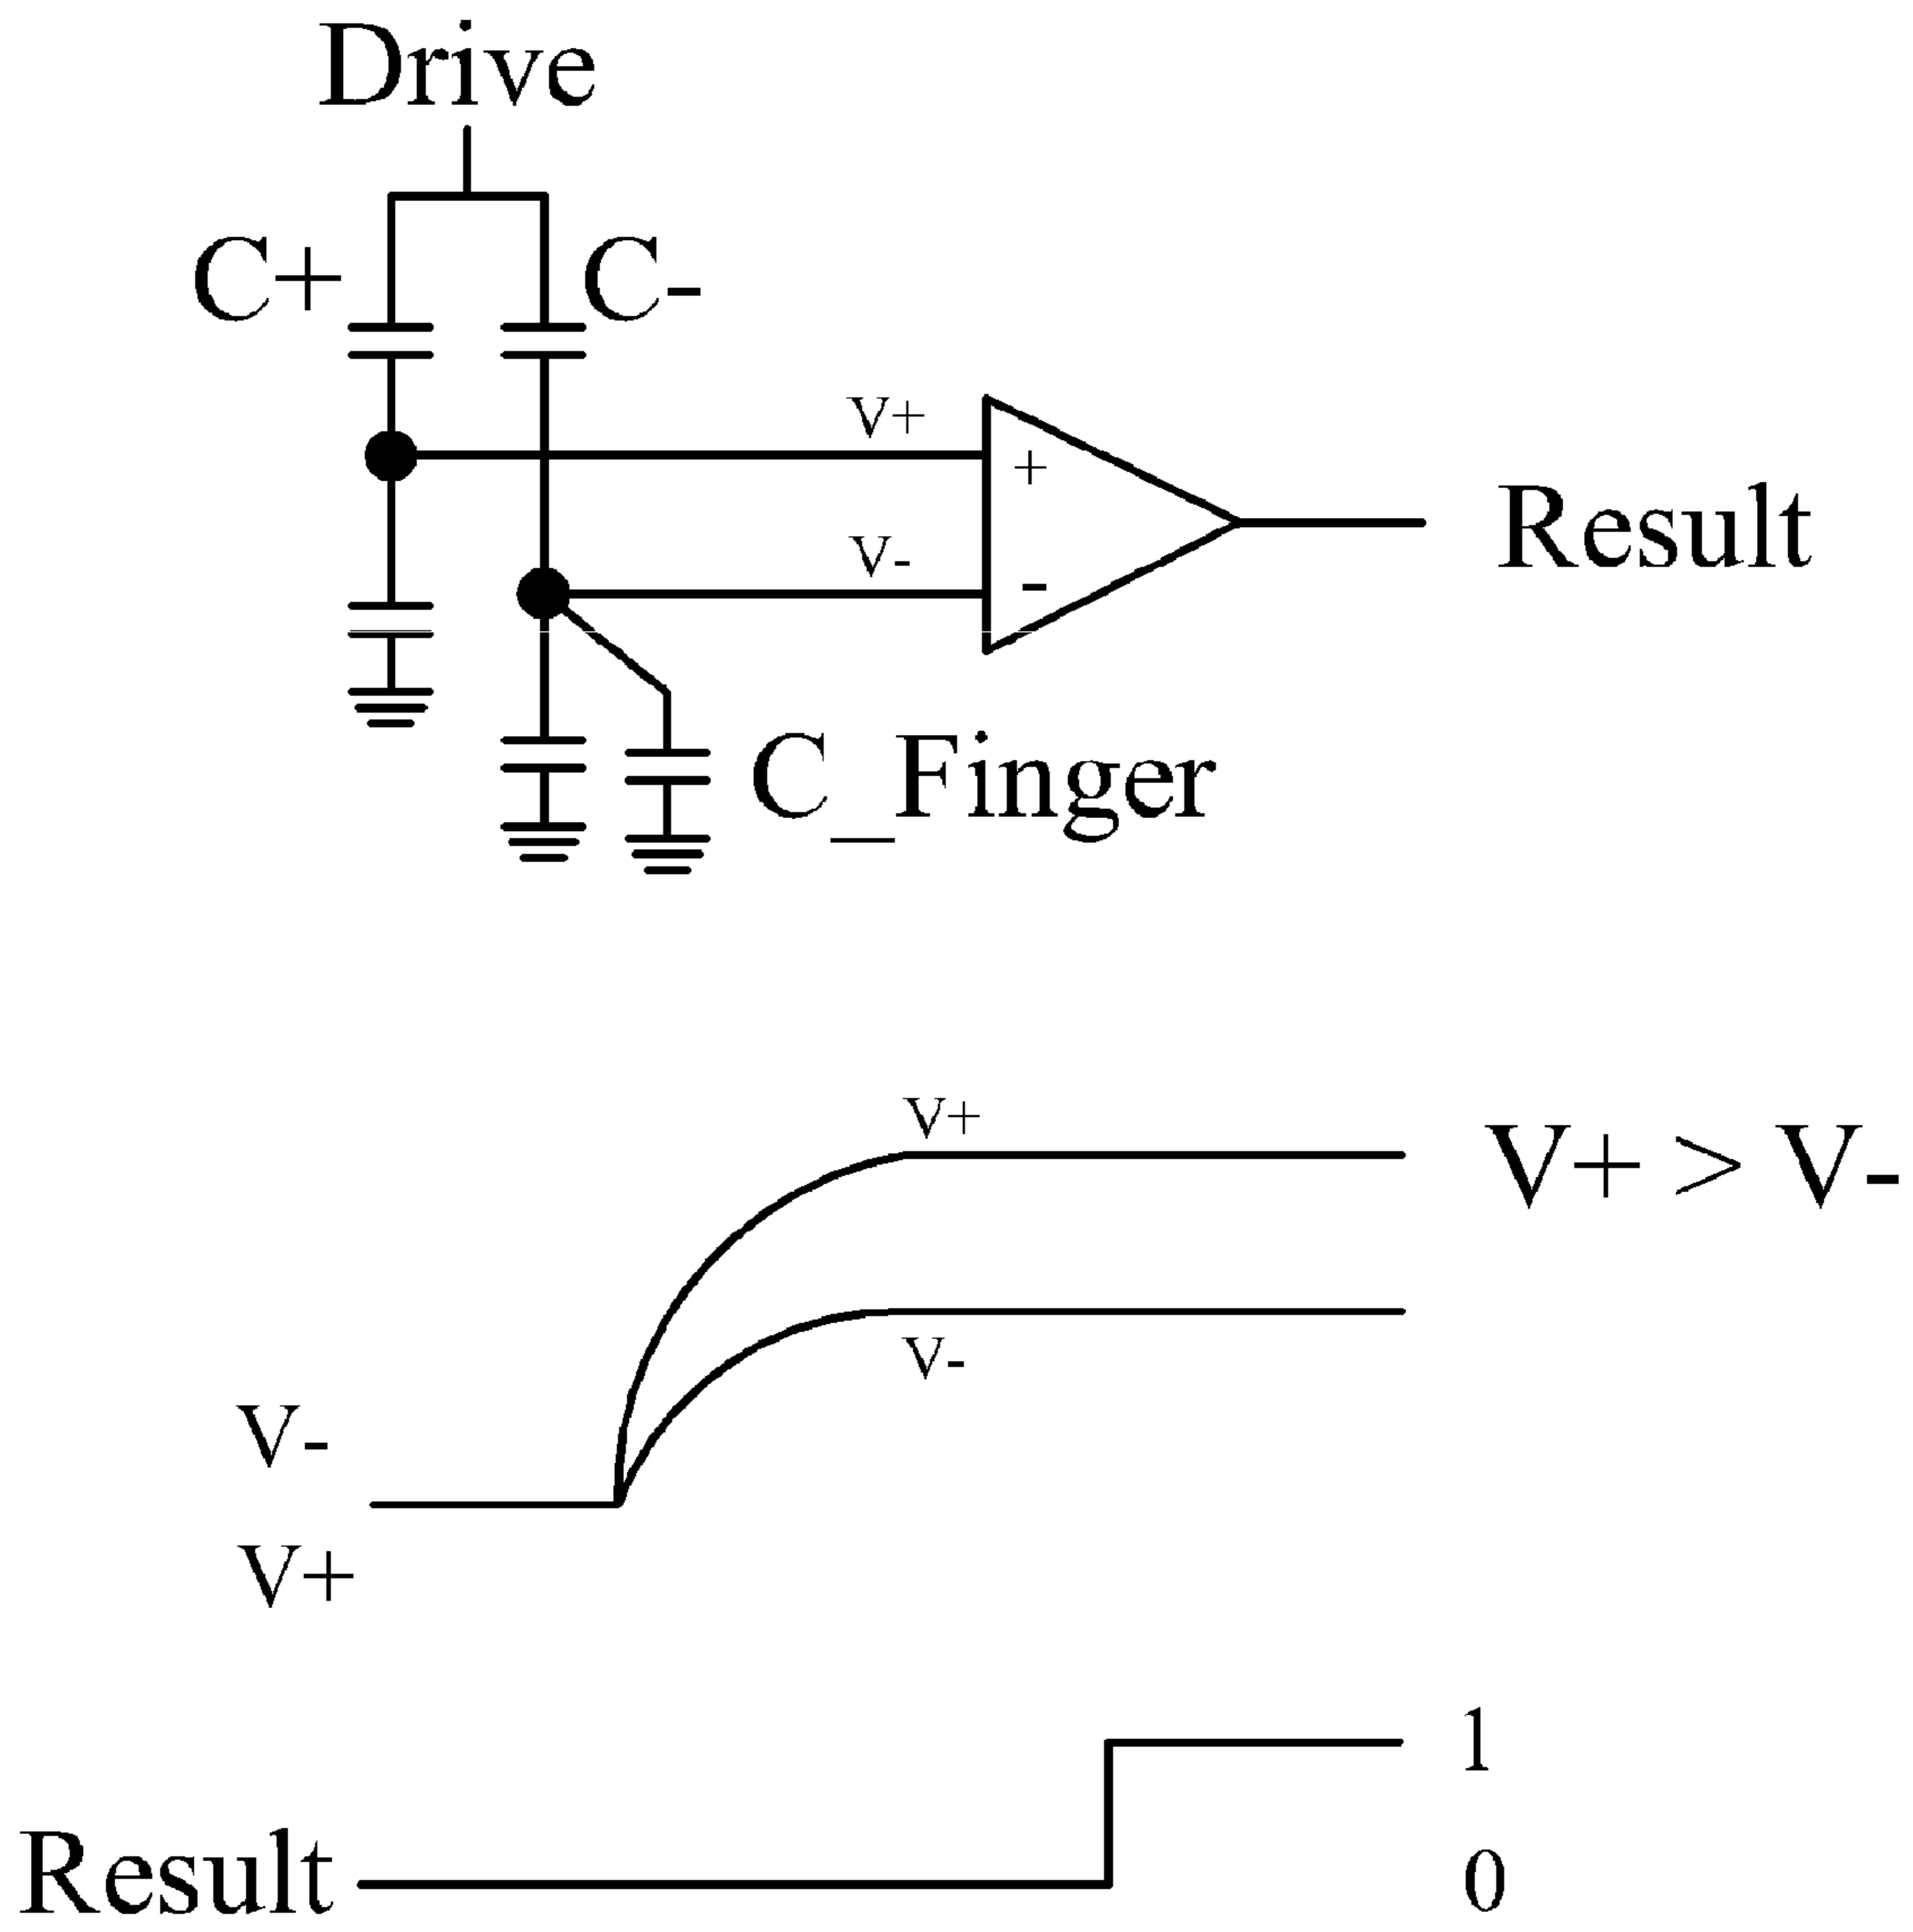 Drive
C+ C-
V+
+
V-
-
Result
C_Finger
V+
V+ > V-
V-
V-
V+
1
Result
0